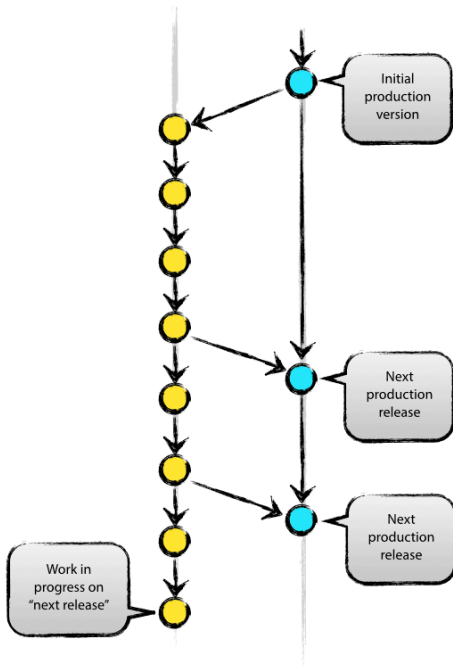 Initial
production
version
Next
production
release
Next
production
release
Work in
progress on
“next release”